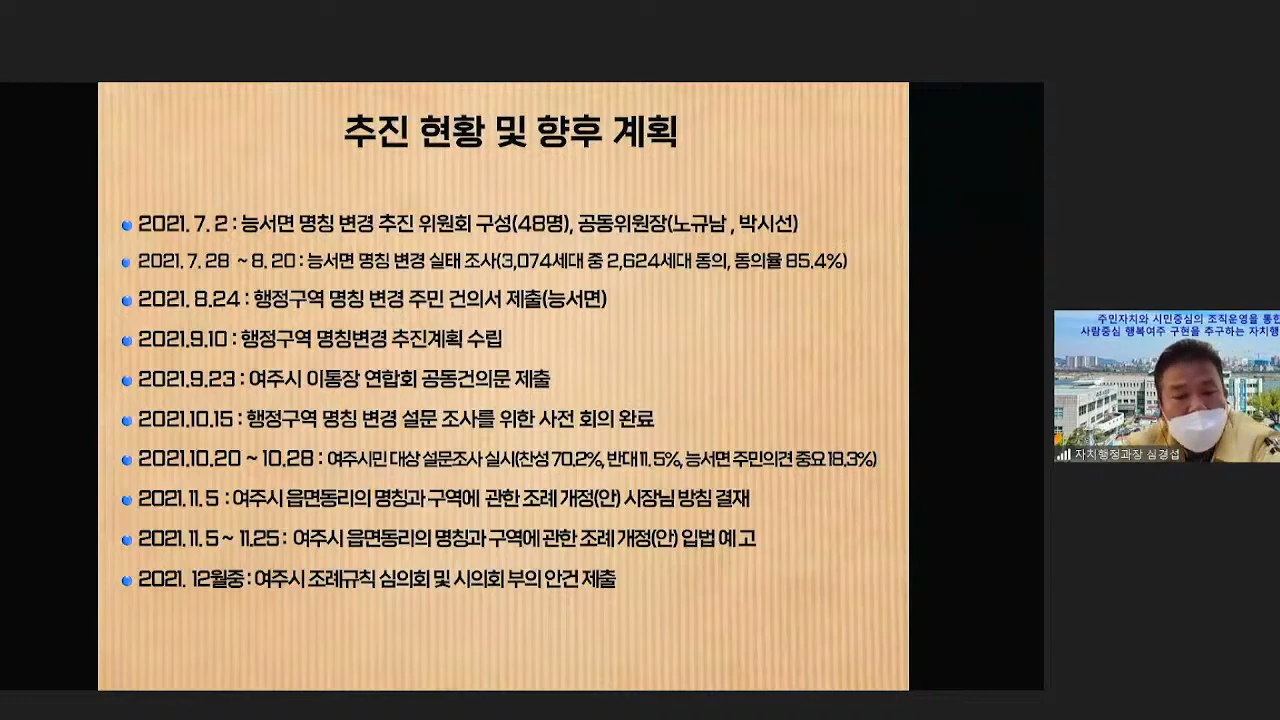 추진 현황 및 향후 계획
2021. 7. 2 : 능서면 명칭 변경 추진 위원회 구성(48명), 공동위원장(노규남 , 박시선)
2021. 7. 28 ~ 8. 20 : 능서면 명칭 변경 실태 조사(3,074세대 중 2,624세대 동의, 동의율 85.4%)
2021. 8.24 : 행정구역 명칭 변경 주민 건의서 제출(능서면)
2021.9.10 : 행정구역 명칭변경 추진계획 수립
2021.9.23 : 여주시 이통장 연합회 공동건의문 제출
2021.10.15 : 행정구역 명칭 변경 설문 조사를 위한 사전 회의 완료
2021.10.20 ~ 10.28 : 여주시민 대상 설문조사 실시(찬성 70.2%, 반대 11. 5%, 능서면 주민의견 중요 18.3%)
2021. 11. 5 : 여주시 읍면동리의 명칭과 구역에 관한 조례 개정(안) 시장님 방침 결재
2021. 11. 5 ~ 11.25 : 여주시 읍면동리의 명칭과 구역에 관한 조례 개정(안) 입법 예고
2021. 12월중 : 여주시 조례규칙 심의회 및 시의회 부의 안건 제출
주민자치와 시민중심의 조직운영을 통합
사람중심 행복여주 구현을 추구하는 자치행
자치행정과장 심경섭